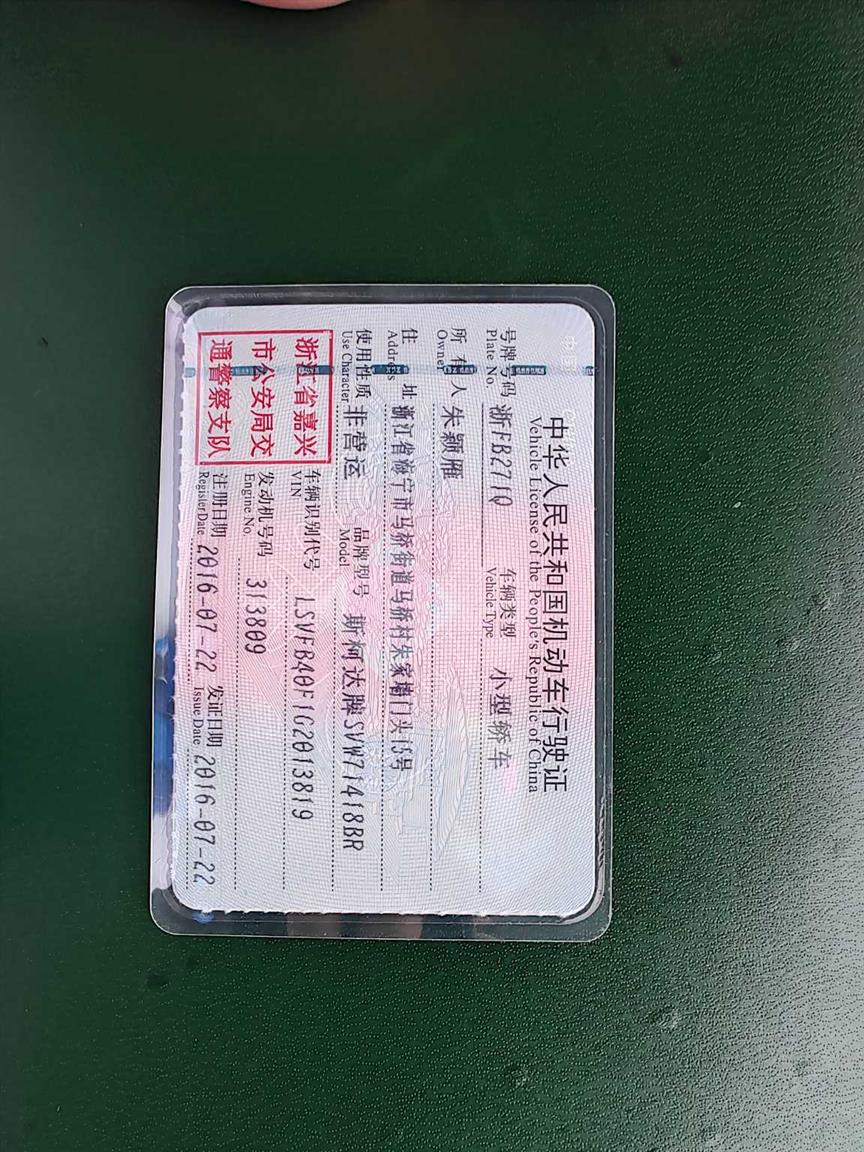 中华人民共和国机动车行驶证
Vehicle License of the People's Republic of China
号牌号码 浙FB271Q 车辆类型 小型轿车
Plate No. Vehicle Type
所有人 朱颖雁
Owner
住址 浙江省海宁市马桥街道马桥村朱家墙门头15号
Address
使用性质 非营运 品牌型号 斯柯达牌SVW71418BR
Use Character Model
浙江省嘉兴
市公安局交
通警察支队
车辆识别代号 LSVFB40F1G2013819
VIN
发动机号码 313809
Engine No.
注册日期 2016-07-22 发证日期 2016-07-22
Register Date Issue Date